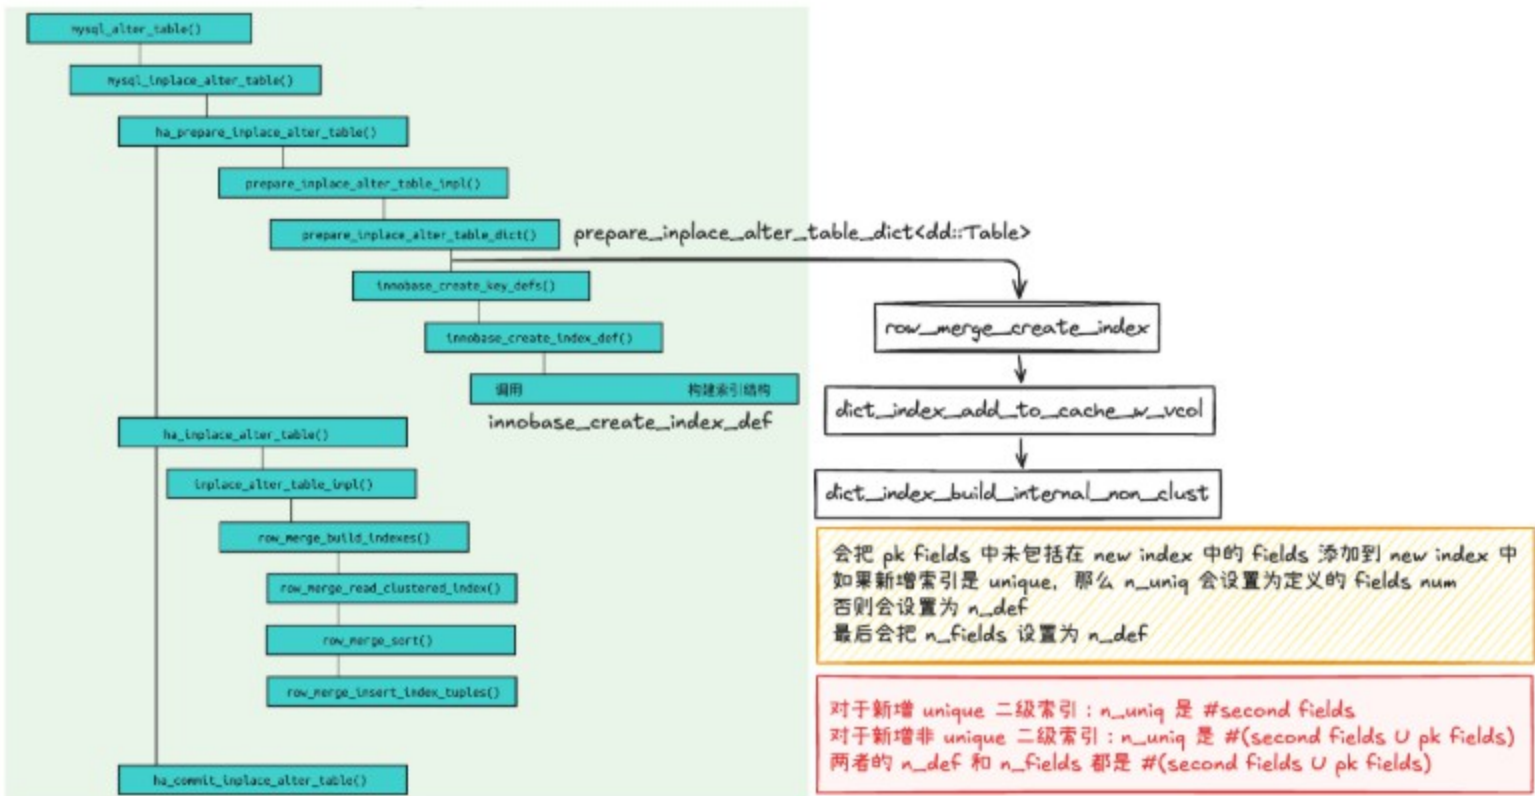 mysql_alter_table()
mysql_inplace_alter_table()
ha_prepare_inplace_alter_table()
prepare_inplace_alter_table_impl()
prepare_inplace_alter_table_dict()
prepare_inplace_alter_table_dict<dd::Table>
innobase_create_key_defs()
innobase_create_index_def()
调用 构建索引结构
innobase_create_index_def
row_merge_create_index
dict_index_add_to_cache_w_vcol
dict_index_build_internal_non_clust
ha_inplace_alter_table()
inplace_alter_table_impl()
row_merge_build_indexes()
row_merge_read_clustered_index()
row_merge_sort()
row_merge_insert_index_tuples()
ha_commit_inplace_alter_table()
会把 pk fields 中未包括在 new index 中的 fields 添加到 new index 中
如果新增索引是 unique，那么 n_uniq 会设置为定义的 fields num
否则会设置为 n_def
最后会把 n_fields 设置为 n_def
对于新增 unique 二级索引：n_uniq 是 #second fields
对于新增非 unique 二级索引：n_uniq 是 #(second fields U pk fields)
两者的 n_def 和 n_fields 都是 #(second fields U pk fields)